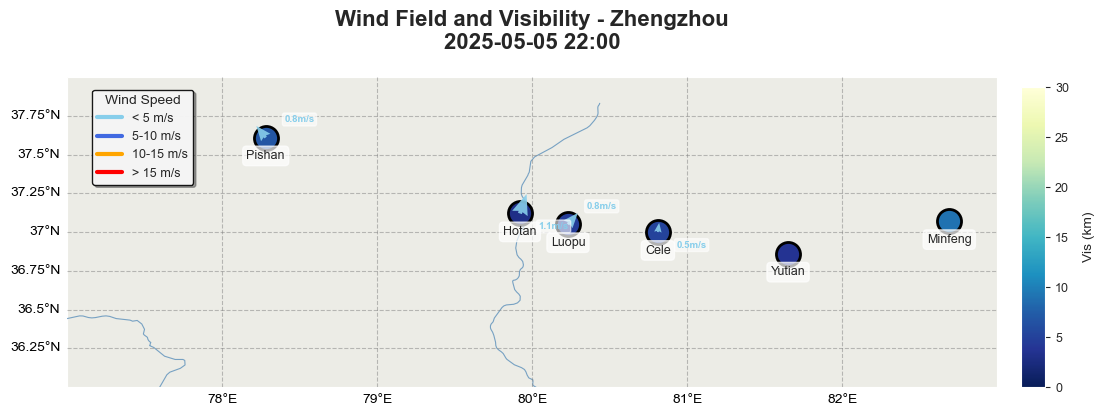 Wind Field and Visibility - Zhengzhou
2025-05-05 22:00
Wind Speed
< 5 m/s
5-10 m/s
10-15 m/s
> 15 m/s
37.75°N
37.5°N
37.25°N
37°N
36.75°N
36.5°N
36.25°N
78°E
79°E
80°E
81°E
82°E
0.8m/s
Pishan
Hotan
1.1m
0.8m/s
Luopu
Cele
0.5m/s
Yutian
Minfeng
30
25
20
15
10
5
0
Vis (km)